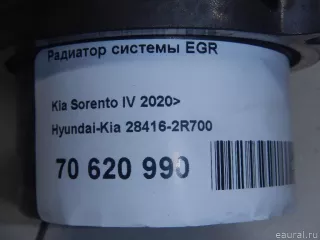 Радиатор системы EGR
Kia Sorento IV 2020>
Hyundai-Kia 28416-2R700
70 620 990
© eaural.ru